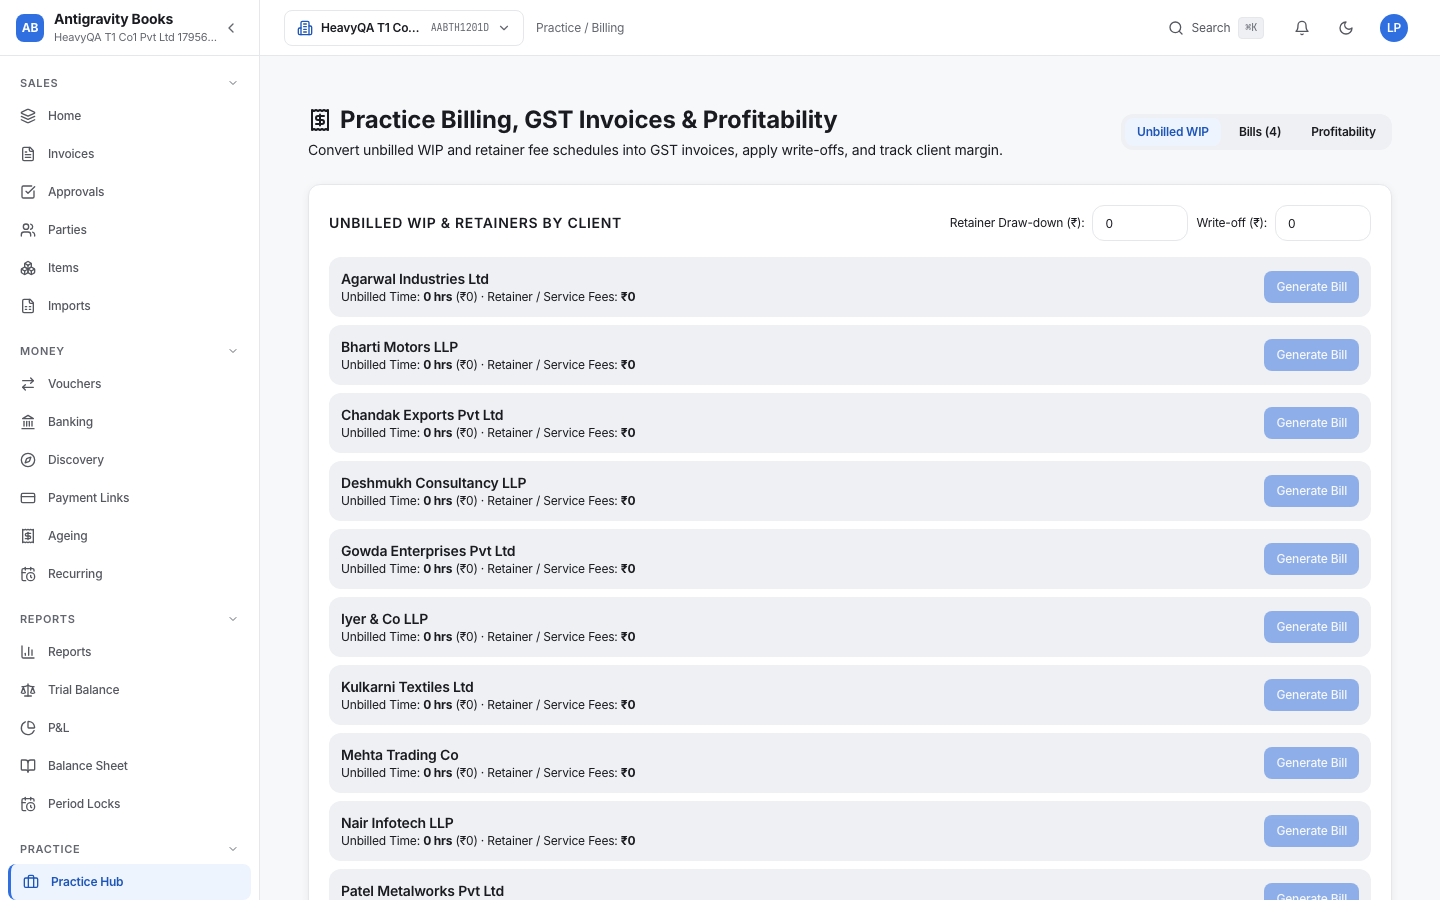 AB
Antigravity Books
HeavyQA T1 Co1 Pvt Ltd 17956...
HeavyQA T1 Co...
AABTH1201D
Practice / Billing
Search
⌘K
LP
SALES
Home
Invoices
Approvals
Parties
Items
Imports
MONEY
Vouchers
Banking
Discovery
Payment Links
Ageing
Recurring
REPORTS
Reports
Trial Balance
P&L
Balance Sheet
Period Locks
PRACTICE
Practice Hub
Practice Billing, GST Invoices & Profitability
Convert unbilled WIP and retainer fee schedules into GST invoices, apply write-offs, and track client margin.
Unbilled WIP
Bills (4)
Profitability
UNBILLED WIP & RETAINERS BY CLIENT
Retainer Draw-down (₹): 0
Write-off (₹): 0
Agarwal Industries Ltd
Unbilled Time: 0 hrs (₹0) · Retainer / Service Fees: ₹0
Generate Bill
Bharti Motors LLP
Unbilled Time: 0 hrs (₹0) · Retainer / Service Fees: ₹0
Generate Bill
Chandak Exports Pvt Ltd
Unbilled Time: 0 hrs (₹0) · Retainer / Service Fees: ₹0
Generate Bill
Deshmukh Consultancy LLP
Unbilled Time: 0 hrs (₹0) · Retainer / Service Fees: ₹0
Generate Bill
Gowda Enterprises Pvt Ltd
Unbilled Time: 0 hrs (₹0) · Retainer / Service Fees: ₹0
Generate Bill
Iyer & Co LLP
Unbilled Time: 0 hrs (₹0) · Retainer / Service Fees: ₹0
Generate Bill
Kulkarni Textiles Ltd
Unbilled Time: 0 hrs (₹0) · Retainer / Service Fees: ₹0
Generate Bill
Mehta Trading Co
Unbilled Time: 0 hrs (₹0) · Retainer / Service Fees: ₹0
Generate Bill
Nair Infotech LLP
Unbilled Time: 0 hrs (₹0) · Retainer / Service Fees: ₹0
Generate Bill
Patel Metalworks Pvt Ltd
Generate Bill